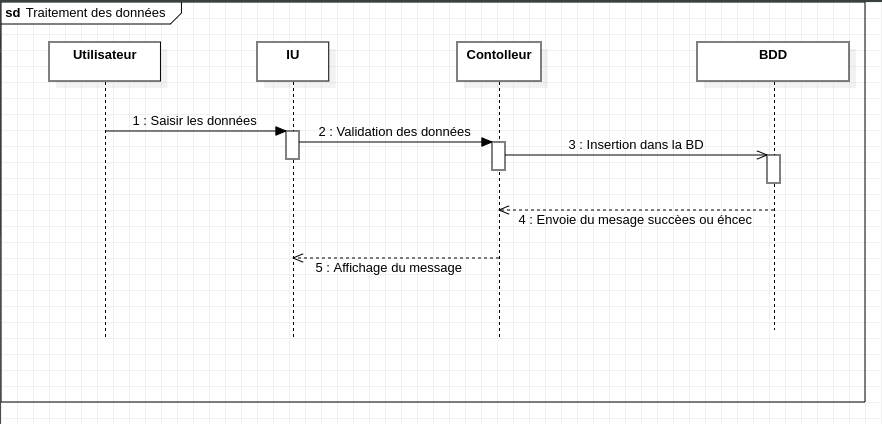 sd Traitement des données
Utilisateur
IU
Contolleur
BDD
1 : Saisir les données
2 : Validation des données
3 : Insertion dans la BD
4 : Envoie du mesage succèes ou éhcec
5 : Affichage du message